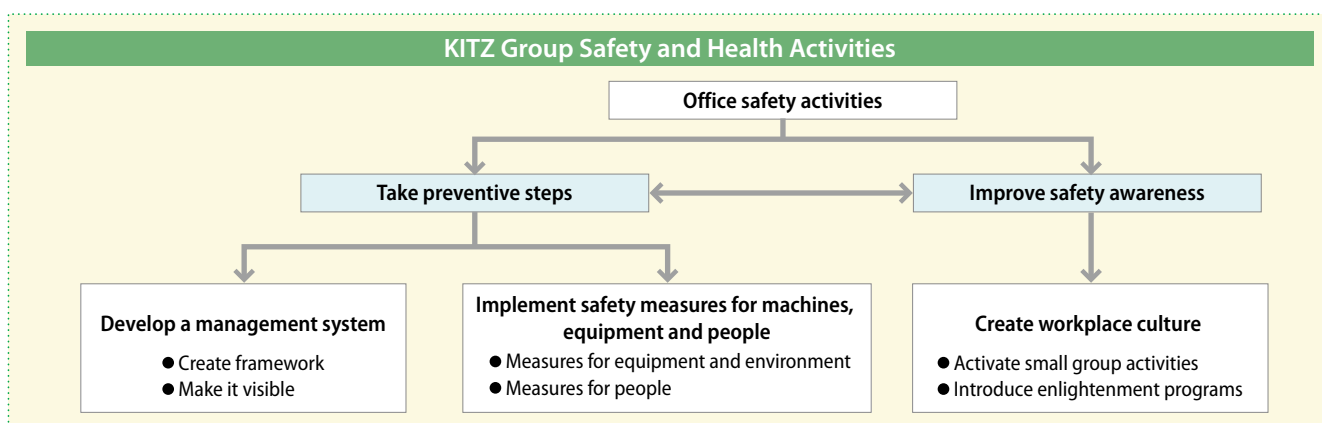 KITZ Group Safety and Health Activities
Office safety activities
Take preventive steps
Improve safety awareness
Develop a management system
● Create framework
● Make it visible
Implement safety measures for machines,
equipment and people
● Measures for equipment and environment
● Measures for people
Create workplace culture
● Activate small group activities
● Introduce enlightenment programs